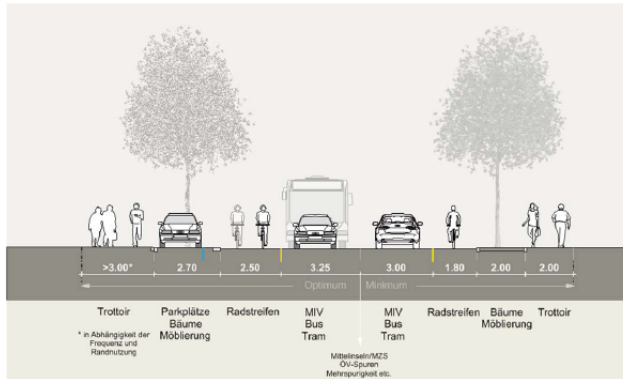 >3.00* 2.70 2.50 3.25 3.00 1.80 2.00 2.00
Optimum Minimum
Trottoir Parkplätze Radstreifen MIV MIV Radstreifen Bäume Trottoir
Bäume Bus Bus Möblierung
Möblierung Tram Tram
* in Abhängigkeit der
Frequenz und
Randnutzung
Mittelinseln/MZS
ÖV-Spuren
Mehrspurigkeit etc.